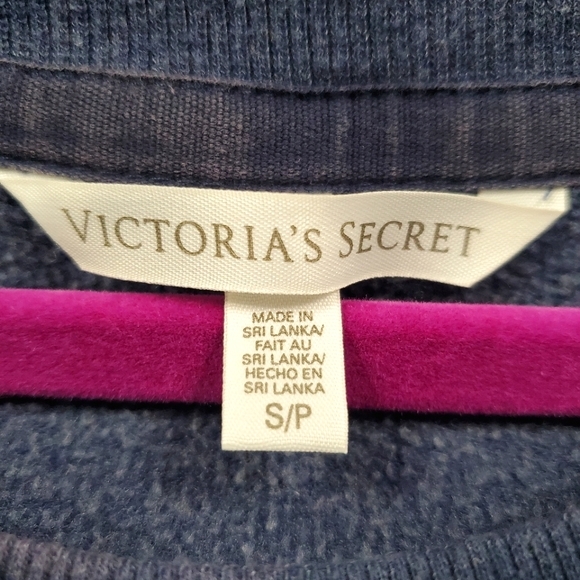 VICTORIA'S SECRET
MADE IN
SRI LANKA/
FAIT AU
SRI LANKA/
HECHO EN
SRI LANKA
S/P